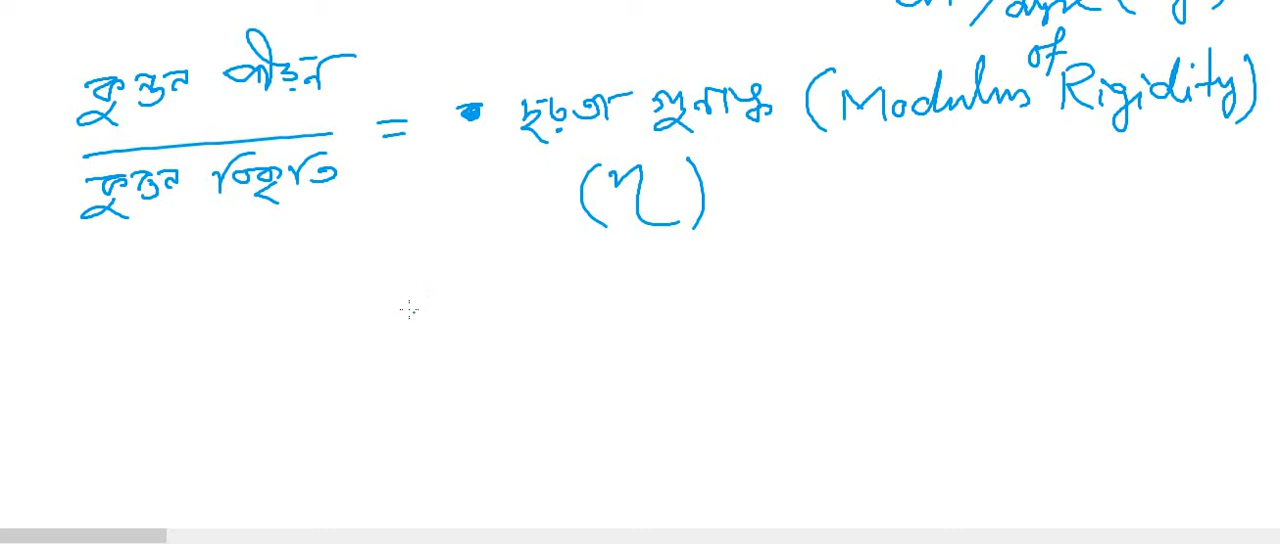 কৃন্তন পীড়ন
কৃন্তন বিকৃতি
= দৃঢ়তা গুনাঙ্ক (Modulus of Rigidity)
(η)